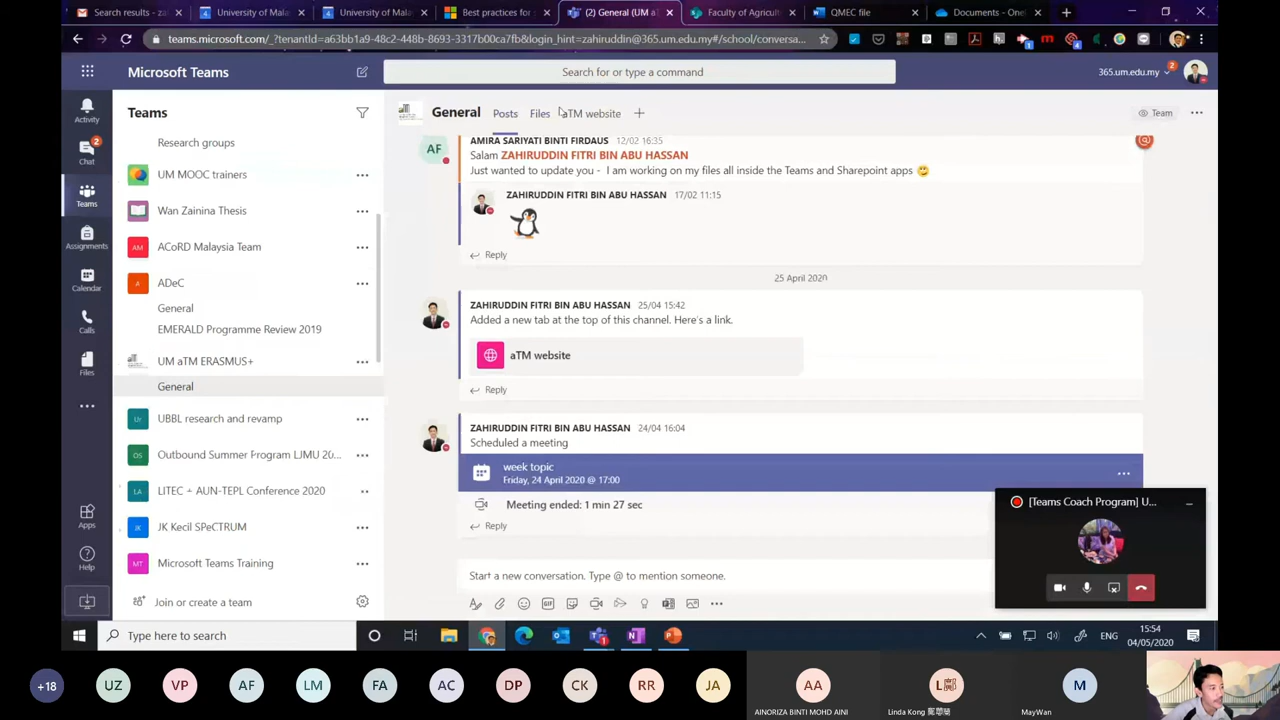 Search results - za
University of Mala
University of Mala
Best practices for
(2) General (UM a
Faculty of Agricult
QMEC file
Documents - One
teams.microsoft.com/_?tenantId=a63bb1a9-48c2-448b-8693-3317b00ca7fb&login_hint=zahiruddin@365.um.edu.my#/school/conversa...
Microsoft Teams
Search for or type a command
365.um.edu.my
2
Activity
2
Chat
Teams
Assignments
Calendar
Calls
Files
Apps
Help
Teams
Research groups
UM MOOC trainers
Wan Zainina Thesis
AM
ACoRD Malaysia Team
A
ADeC
General
EMERALD Programme Review 2019
UM aTM ERASMUS+
General
UBBL research and revamp
OS
Outbound Summer Program LJMU 20...
LA
LITEC + AUN-TEPL Conference 2020
JK
JK Kecil SPeCTRUM
MT
Microsoft Teams Training
Join or create a team
General
Posts
Files
aTM website
Team
AF
AMIRA SARIYATI BINTI FIRDAUS 12/02 16:35
Salam ZAHIRUDDIN FITRI BIN ABU HASSAN
Just wanted to update you - I am working on my files all inside the Teams and Sharepoint apps
ZAHIRUDDIN FITRI BIN ABU HASSAN 17/02 11:15
Reply
25 April 2020
ZAHIRUDDIN FITRI BIN ABU HASSAN 25/04 15:42
Added a new tab at the top of this channel. Here's a link.
aTM website
Reply
ZAHIRUDDIN FITRI BIN ABU HASSAN 24/04 16:04
Scheduled a meeting
week topic
Friday, 24 April 2020 @ 17:00
Meeting ended: 1 min 27 sec
Reply
Start a new conversation. Type @ to mention someone.
GIF
[Teams Coach Program] U...
Type here to search
ENG
15:54
04/05/2020
+18
UZ
VP
AF
LM
FA
AC
DP
CK
RR
JA
AA
AINORIZA BINTI MOHD AINI
Linda Kong
M
MayWan